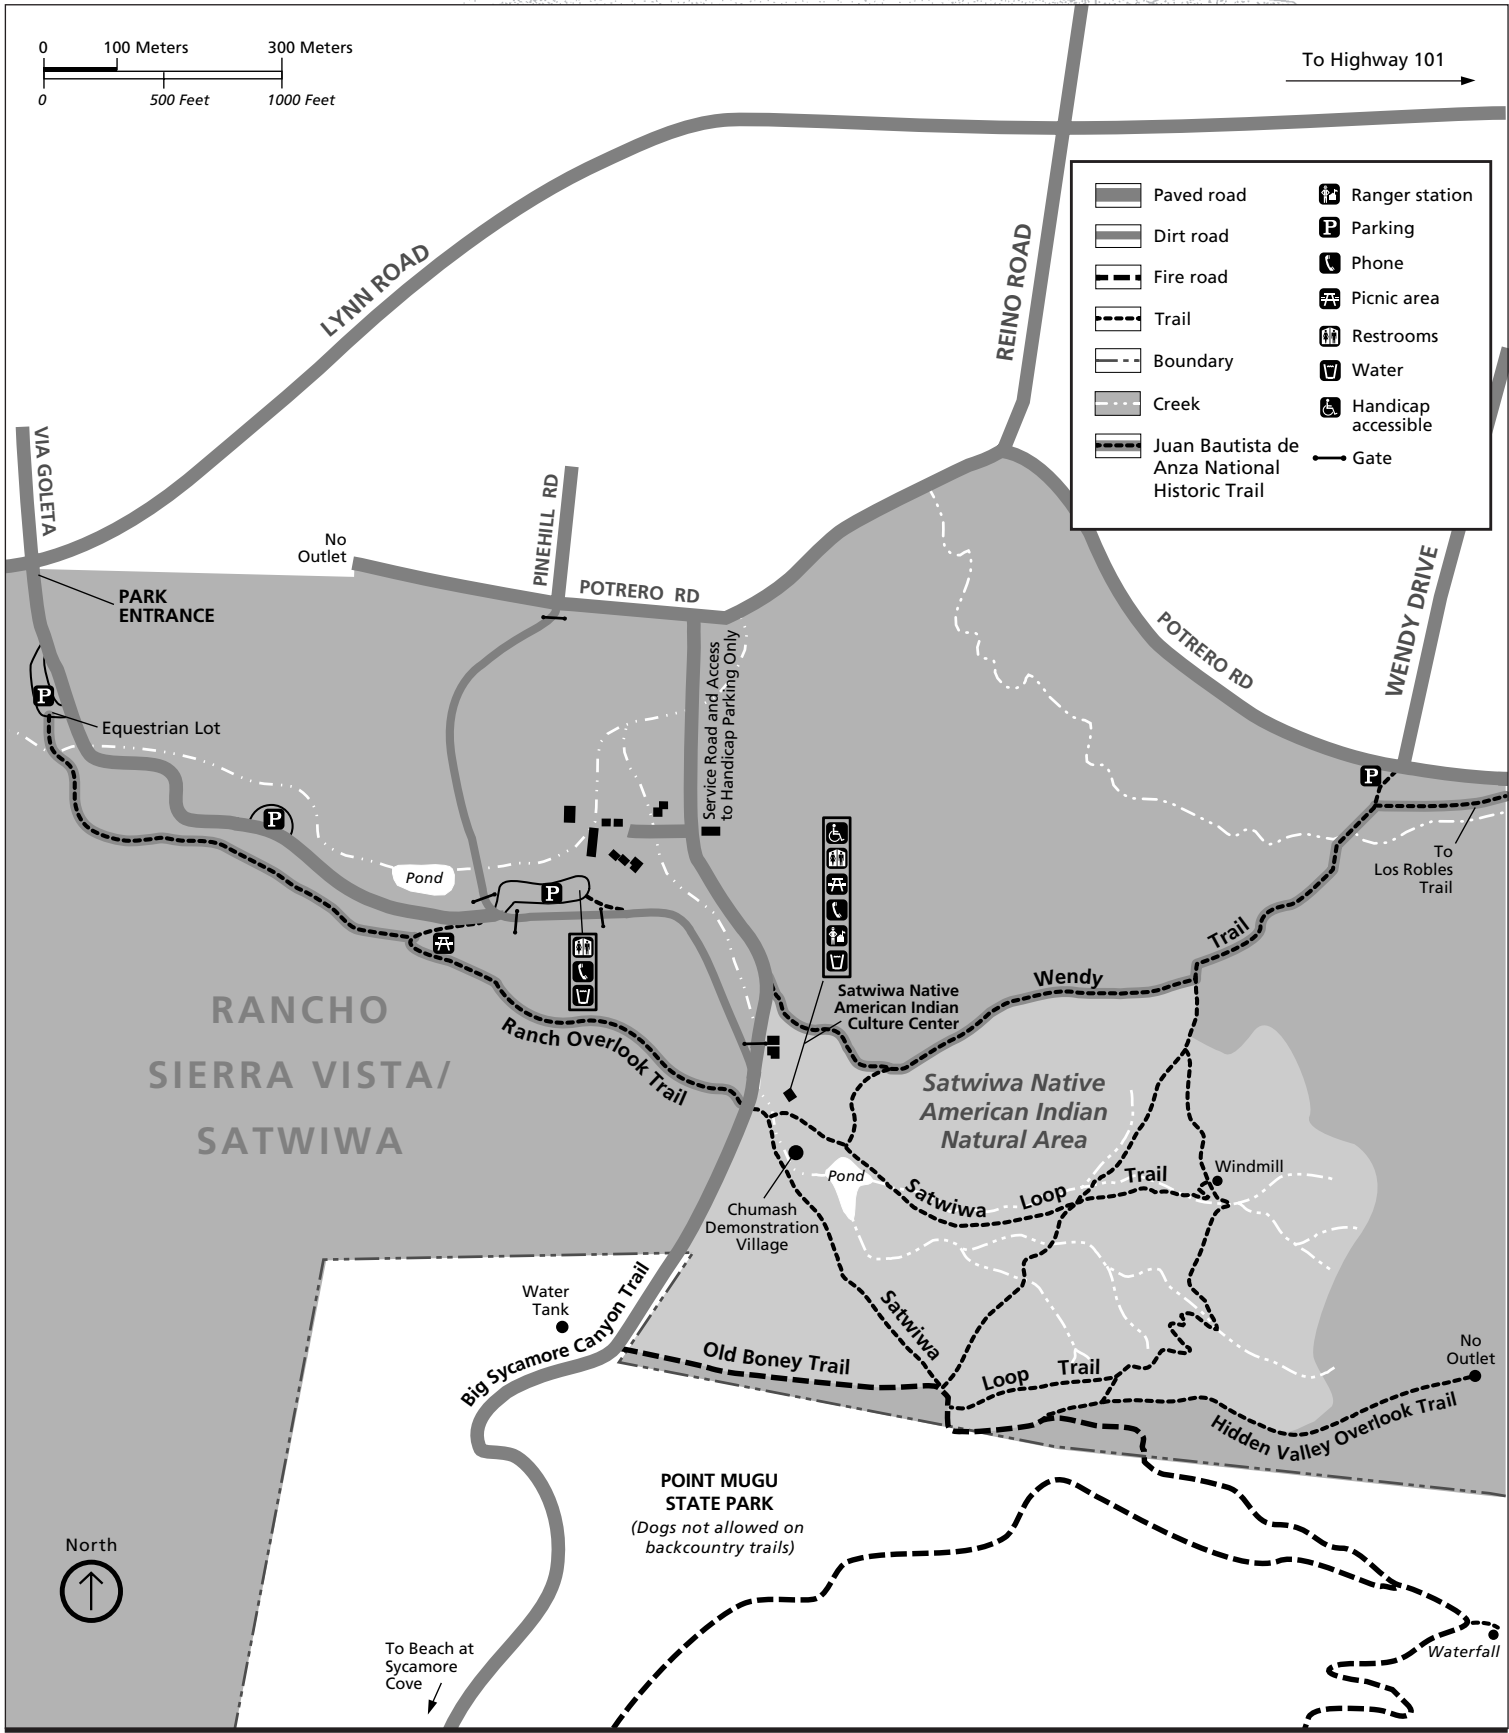 0 100 Meters 300 Meters
0 500 Feet 1000 Feet
To Highway 101
Paved road
Dirt road
Fire road
Trail
Boundary
Creek
Juan Bautista de
Anza National
Historic Trail
Ranger station
P Parking
Phone
Picnic area
Restrooms
Water
Handicap
accessible
Gate
LYNN ROAD
REINO ROAD
VIA GOLETA
PINEHILL RD
No
Outlet
POTRERO RD
PARK
ENTRANCE
POTRERO RD
WENDY DRIVE
Service Road and Access
to Handicap Parking Only
P
Equestrian Lot
P
P
Pond
P
To
Los Robles
Trail
Wendy
Trail
Satwiwa Native
American Indian
Culture Center
RANCHO
SIERRA VISTA/
SATWIWA
Ranch Overlook Trail
Satwiwa Native
American Indian
Natural Area
Pond
Satwiwa Loop Trail
Windmill
Chumash
Demonstration
Village
Water
Tank
Big Sycamore Canyon Trail
Satwiwa
Loop Trail
Old Boney Trail
No
Outlet
Hidden Valley Overlook Trail
POINT MUGU
STATE PARK
(Dogs not allowed on
backcountry trails)
North
To Beach at
Sycamore
Cove
Waterfall